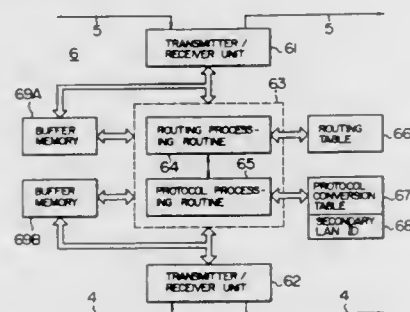 5
5
6
TRANSMITTER/
RECEIVER UNIT
61
69A
63
BUFFER
MEMORY
ROUTING PROCESS-
ING ROUTINE
ROUTING
TABLE
66
64
65
BUFFER
MEMORY
PROTOCOL PROCESS-
ING ROUTINE
PROTOCOL
CONVERSION
TABLE
67
69B
SECONDARY
LAN ID
68
TRANSMITTER/
RECEIVER UNIT
62
4
4